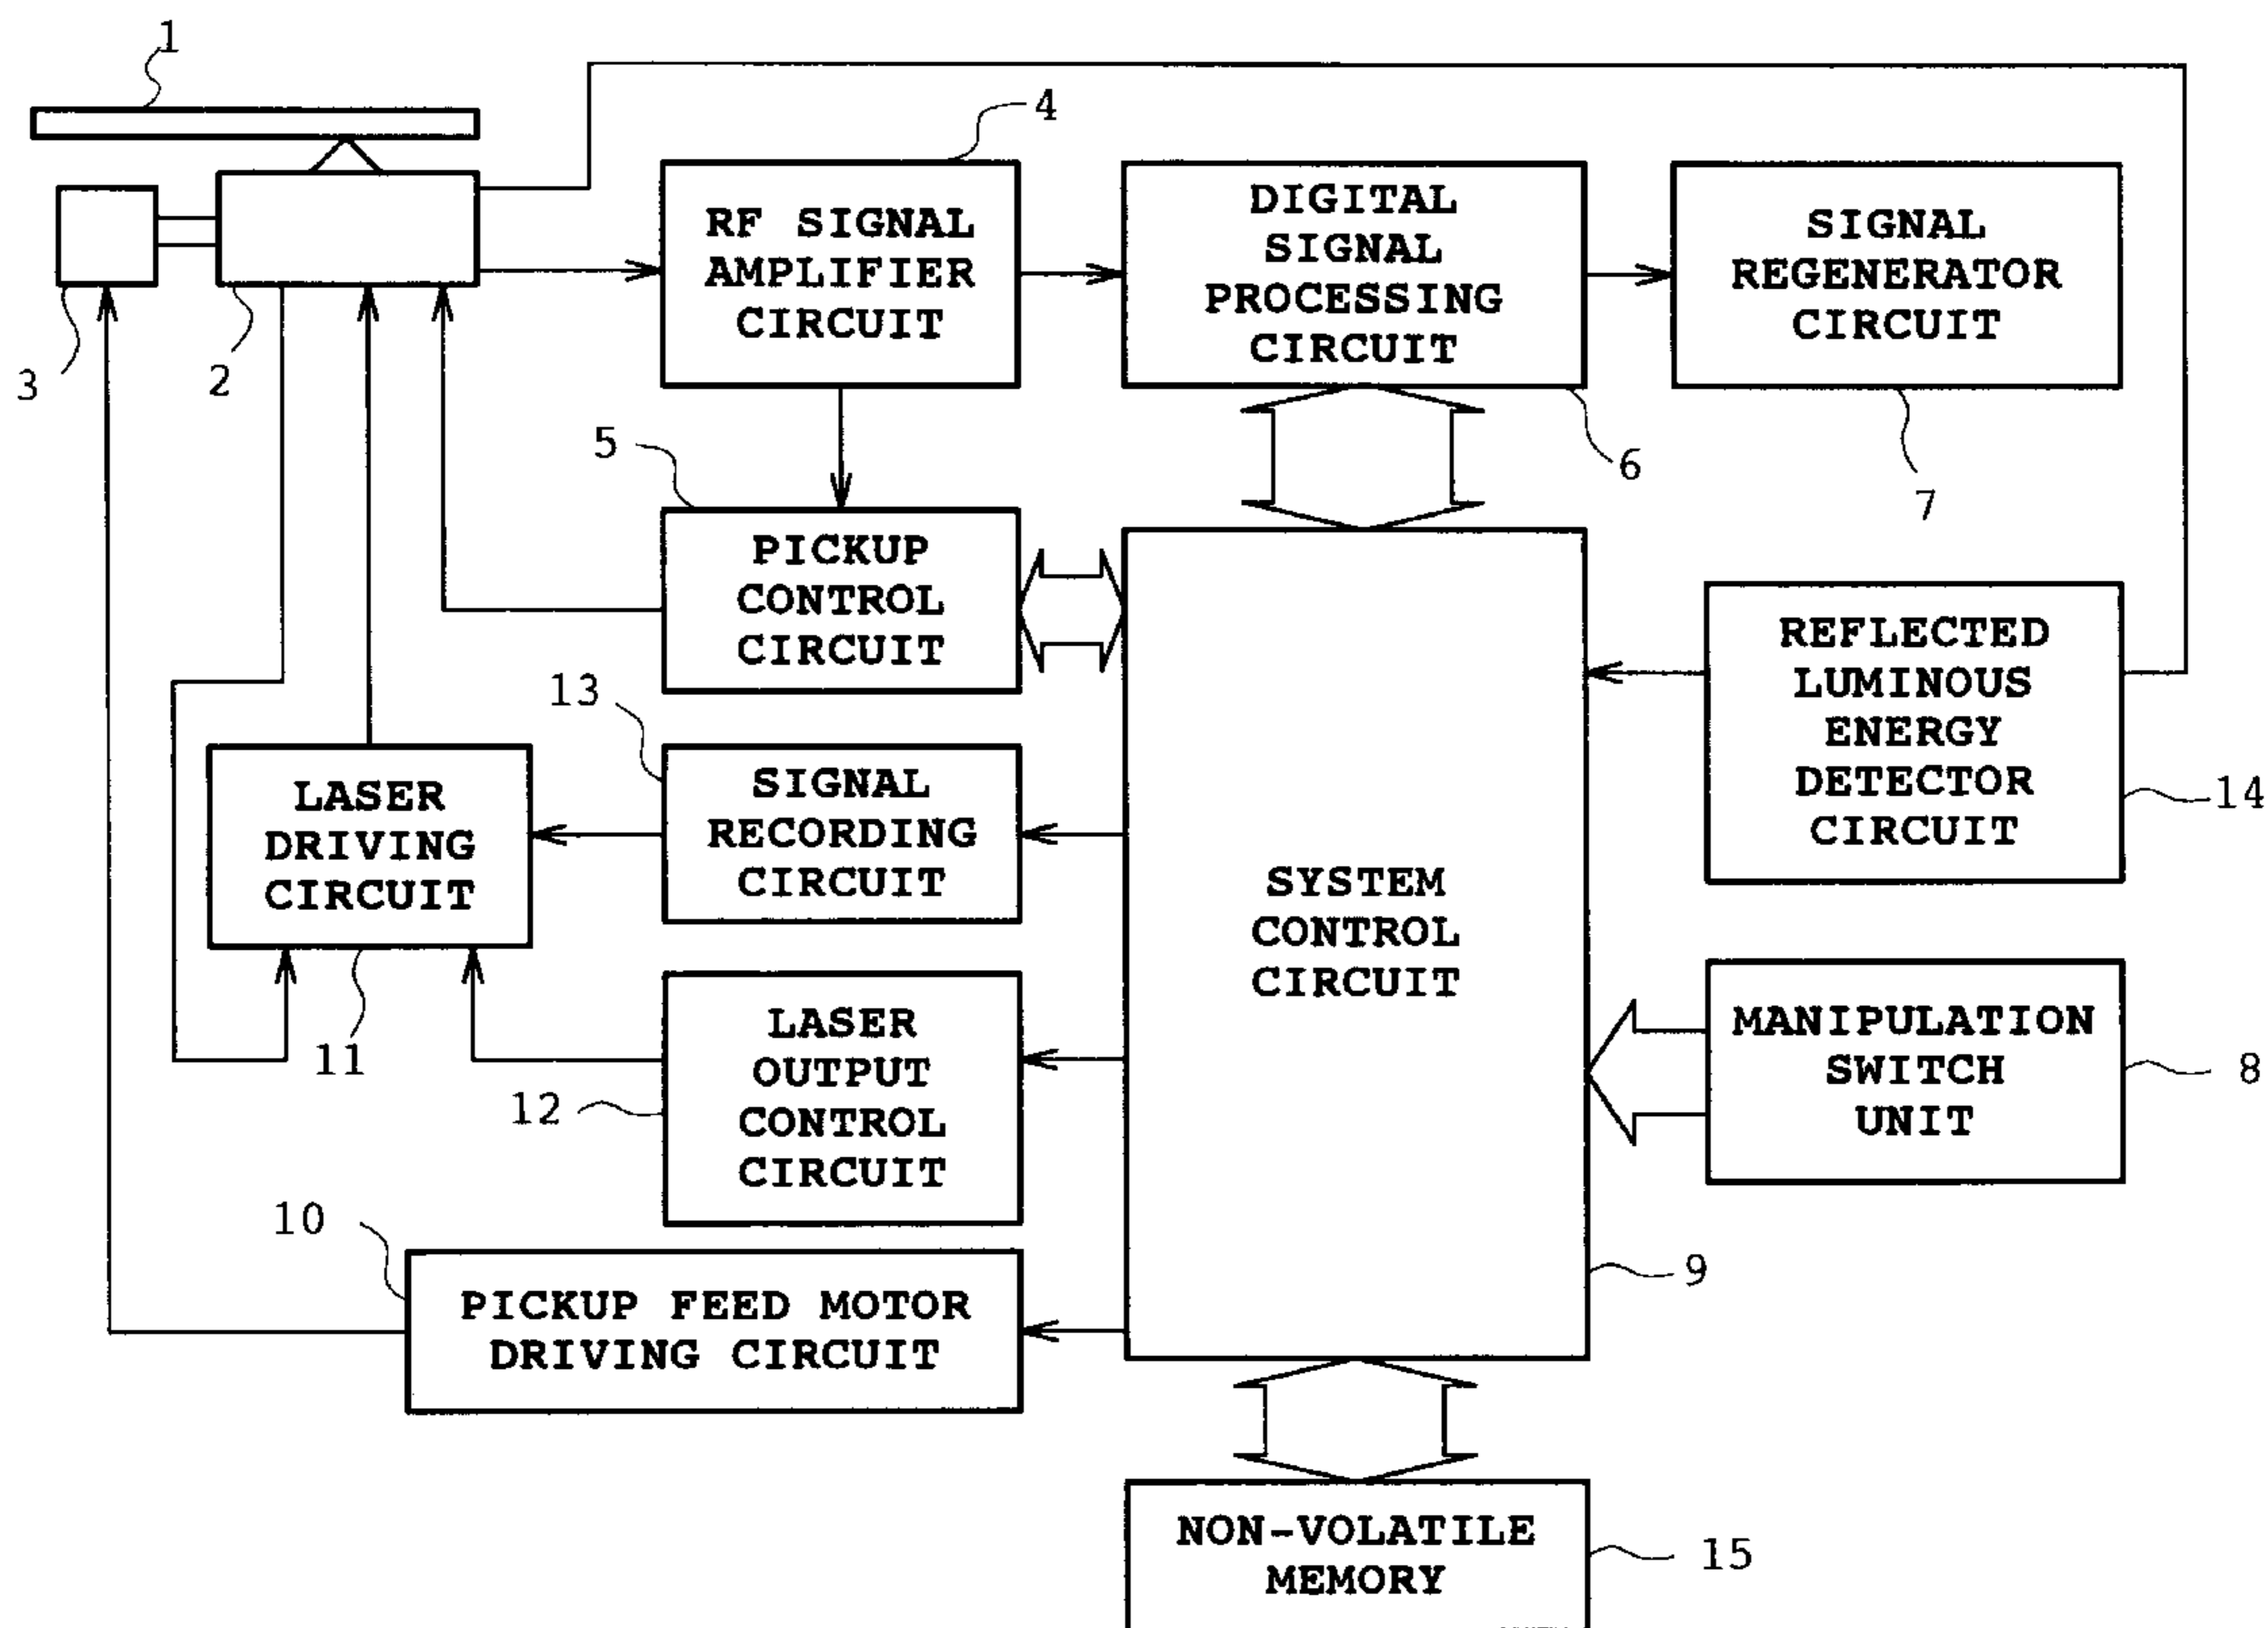 1
4
RF SIGNAL
AMPLIFIER
CIRCUIT
DIGITAL
SIGNAL
PROCESSING
CIRCUIT
SIGNAL
REGENERATOR
CIRCUIT
3
2
5
6
7
PICKUP
CONTROL
CIRCUIT
REFLECTED
LUMINOUS
ENERGY
DETECTOR
CIRCUIT
14
13
LASER
DRIVING
CIRCUIT
SIGNAL
RECORDING
CIRCUIT
SYSTEM
CONTROL
CIRCUIT
11
12
LASER
OUTPUT
CONTROL
CIRCUIT
MANIPULATION
SWITCH
UNIT
8
10
PICKUP FEED MOTOR
DRIVING CIRCUIT
9
NON-VOLATILE
MEMORY
15